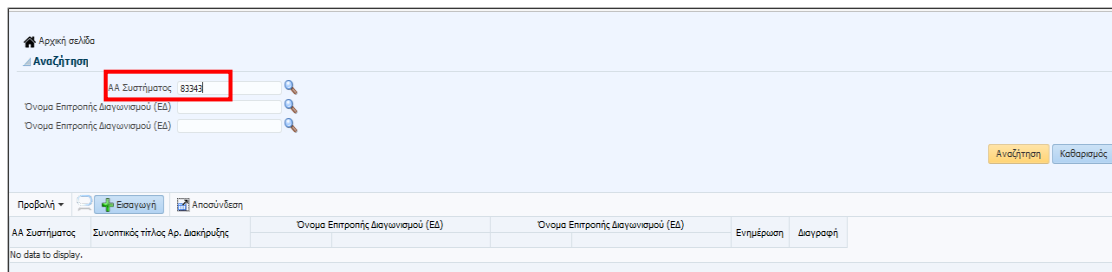 Αρχική σελίδα
Αναζήτηση
ΑΑ Συστήματος 83343
Όνομα Επιτροπής Διαγωνισμού (ΕΔ)
Όνομα Επιτροπής Διαγωνισμού (ΕΔ)
Αναζήτηση Καθαρισμός
Προβολή Εισαγωγή Αποσύνδεση
ΑΑ Συστήματος Συνοπτικός τίτλος Αρ. Διακήρυξης Όνομα Επιτροπής Διαγωνισμού (ΕΔ) Όνομα Επιτροπής Διαγωνισμού (ΕΔ) Ενημέρωση Διαγραφή
No data to display.